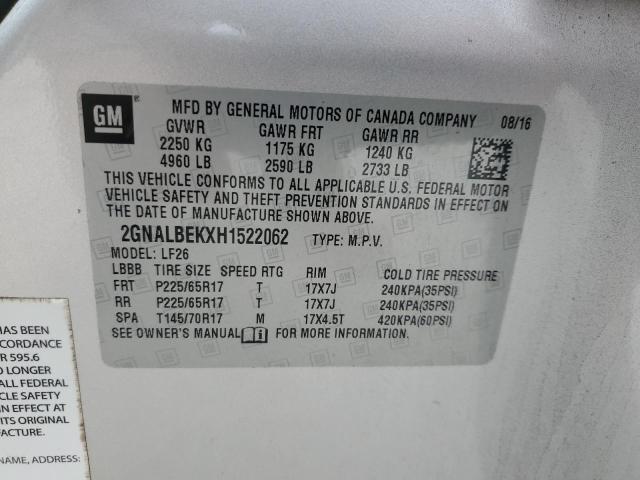 GM
MFD BY GENERAL MOTORS OF CANADA COMPANY 08/16
GVWR GAWR FRT GAWR RR
2250 KG 1175 KG 1240 KG
4960 LB 2590 LB 2733 LB
THIS VEHICLE CONFORMS TO ALL APPLICABLE U.S. FEDERAL MOTOR
VEHICLE SAFETY AND THEFT PREVENTION STANDARDS IN EFFECT ON
THE DATE OF MANUFACTURE SHOWN ABOVE.
2GNALBEKXH1522062 TYPE: M.P.V.
MODEL: LF26
LBBB TIRE SIZE SPEED RTG RIM COLD TIRE PRESSURE
FRT P225/65R17 T 17X7J 240KPA(35PSI)
RR P225/65R17 T 17X7J 240KPA(35PSI)
SPA T145/70R17 M 17X4.5T 420KPA(60PSI)
SEE OWNER'S MANUAL
HAS BEEN
CORDANCE
R 595.6
LONGER
ALL FEDERAL
CLE SAFETY
IN EFFECT AT
ITS ORIGINAL
FACTURE.
NAME, ADDRESS: